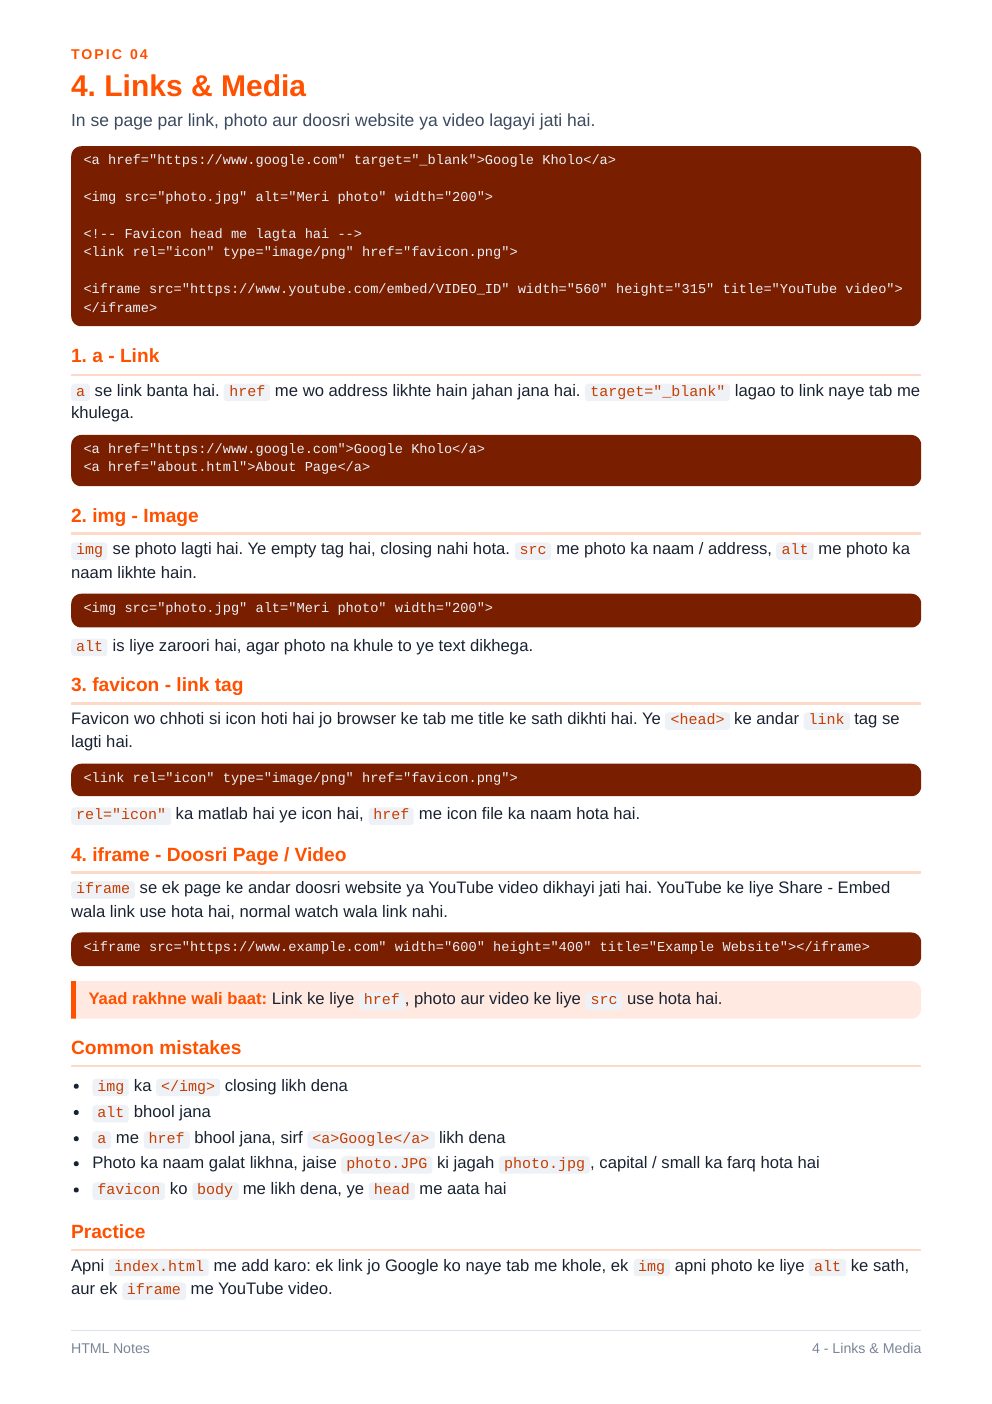 TOPIC 04
4. Links & Media
In se page par link, photo aur doosri website ya video lagayi jati hai.
<a href="https://www.google.com" target="_blank">Google Kholo</a>
<img src="photo.jpg" alt="Meri photo" width="200">
<!-- Favicon head me lagta hai -->
<link rel="icon" type="image/png" href="favicon.png">
<iframe src="https://www.youtube.com/embed/VIDEO_ID" width="560" height="315" title="YouTube video">
</iframe>
1. a - Link
a se link banta hai. href me wo address likhte hain jahan jana hai. target="_blank" lagao to link naye tab me
khulega.
<a href="https://www.google.com">Google Kholo</a>
<a href="about.html">About Page</a>
2. img - Image
img se photo lagti hai. Ye empty tag hai, closing nahi hota. src me photo ka naam / address, alt me photo ka
naam likhte hain.
<img src="photo.jpg" alt="Meri photo" width="200">
alt is liye zaroori hai, agar photo na khule to ye text dikhega.
3. favicon - link tag
Favicon wo chhoti si icon hoti hai jo browser ke tab me title ke sath dikhti hai. Ye <head> ke andar link tag se
lagti hai.
<link rel="icon" type="image/png" href="favicon.png">
rel="icon" ka matlab hai ye icon hai, href me icon file ka naam hota hai.
4. iframe - Doosri Page / Video
iframe se ek page ke andar doosri website ya YouTube video dikhayi jati hai. YouTube ke liye Share - Embed
wala link use hota hai, normal watch wala link nahi.
<iframe src="https://www.example.com" width="600" height="400" title="Example Website"></iframe>
Yaad rakhne wali baat: Link ke liye href, photo aur video ke liye src use hota hai.
Common mistakes
• img ka </img> closing likh dena
• alt bhool jana
• a me href bhool jana, sirf <a>Google</a> likh dena
• Photo ka naam galat likhna, jaise photo.JPG ki jagah photo.jpg, capital / small ka farq hota hai
• favicon ko body me likh dena, ye head me aata hai
Practice
Apni index.html me add karo: ek link jo Google ko naye tab me khole, ek img apni photo ke liye alt ke sath,
aur ek iframe me YouTube video.
HTML Notes
4 - Links & Media